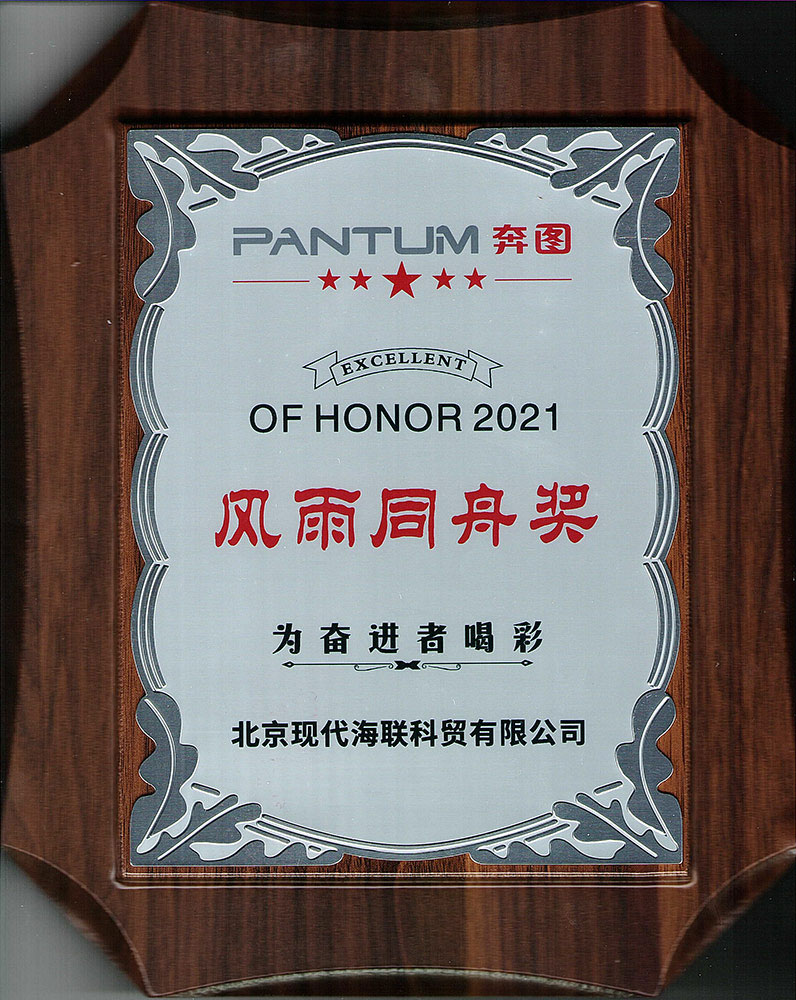 PANTUM 奔图
EXCELLENT
OF HONOR 2021
风雨同舟奖
为奋进者喝彩
北京现代海联科贸有限公司